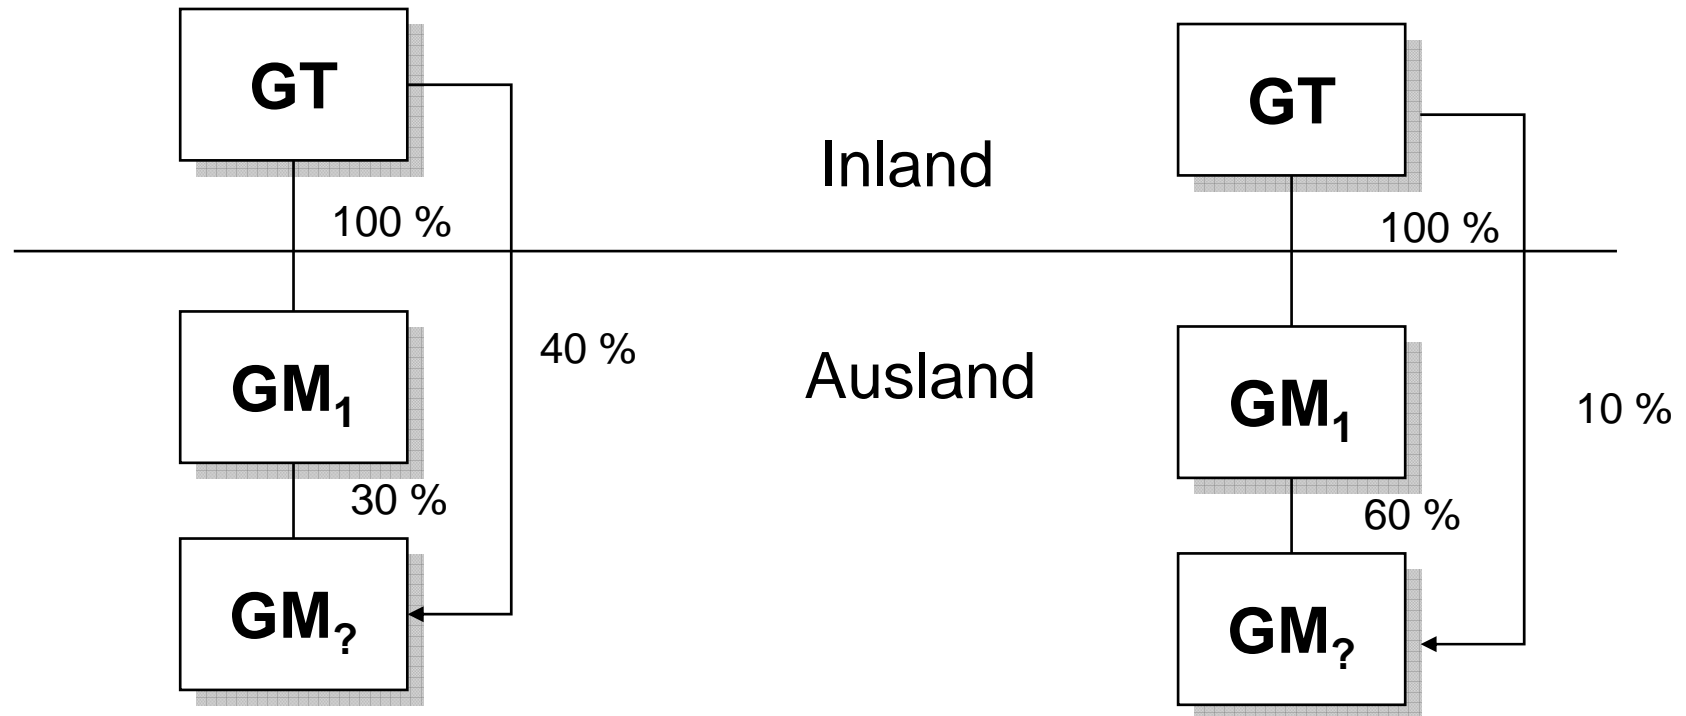 GT
100 %
40 %
GM₁
30 %
GM?
Inland
Ausland
GT
100 %
10 %
GM₁
60 %
GM?